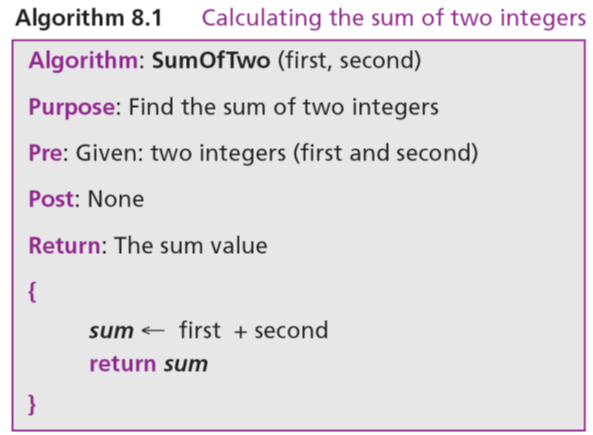 Algorithm 8.1 Calculating the sum of two integers
Algorithm: SumOfTwo (first, second)
Purpose: Find the sum of two integers
Pre: Given: two integers (first and second)
Post: None
Return: The sum value
{
sum ← first + second
return sum
}